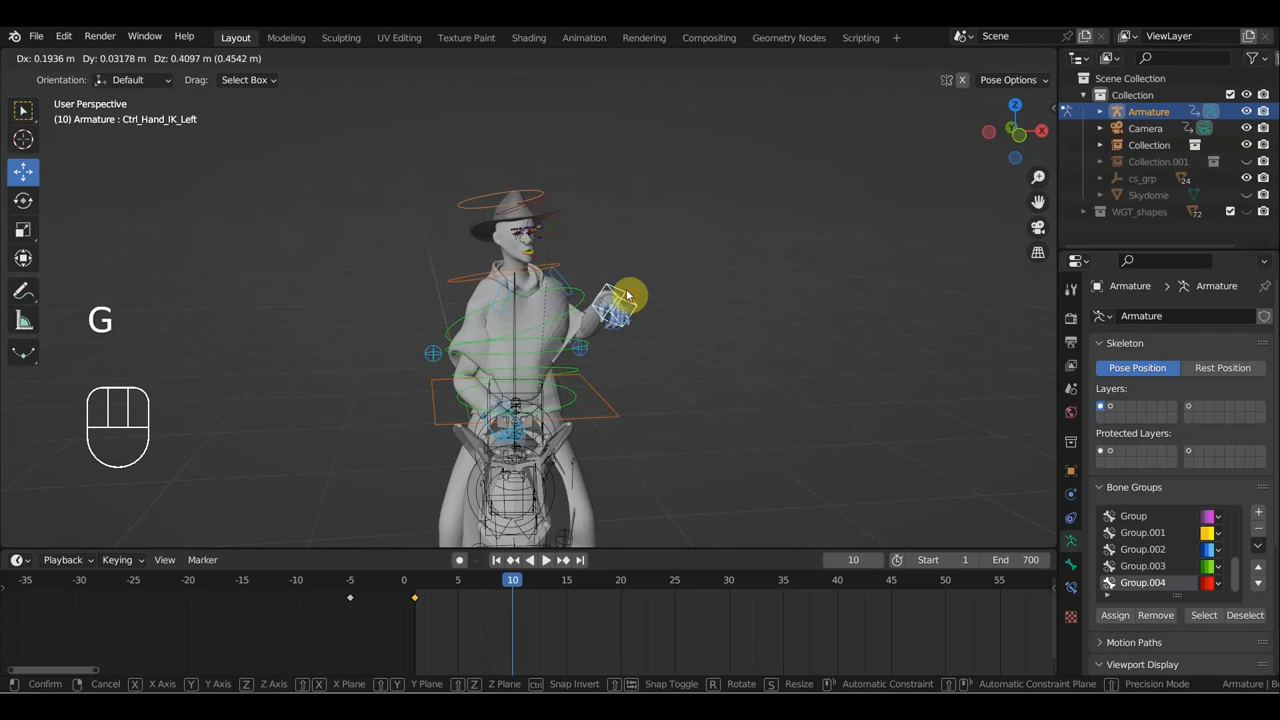 File Edit Render Window Help Layout Modeling Sculpting UV Editing Texture Paint Shading Animation Rendering Compositing Geometry Nodes Scripting + Scene ViewLayer
Dx: 0.1936 m Dy: 0.03178 m Dz: 0.4097 m (0.4542 m)
Orientation: Default Drag: Select Box X Pose Options
Scene Collection
Collection
Armature
Camera
Collection
Collection.001
cs_grp 24
Skydome
WGT_shapes 72
User Perspective
(10) Armature : Ctrl_Hand_IK_Left
Z
X
Y
G
Armature > Armature
Armature
Skeleton
Pose Position Rest Position
Layers:
Protected Layers:
Bone Groups
Group
Group.001
Group.002
Group.003
Group.004
Assign Remove Select Deselect
Motion Paths
Viewport Display
Playback Keying View Marker 10 Start 1 End 700
-35 -30 -25 -20 -15 -10 -5 0 5 10 15 20 25 30 35 40 45 50 55 60
Confirm Cancel X X Axis Y Y Axis Z Z Axis X X Plane Y Y Plane Z Z Plane Ctrl Snap Invert Snap Toggle R Rotate S Resize Automatic Constraint Automatic Constraint Plane Precision Mode Armature | B